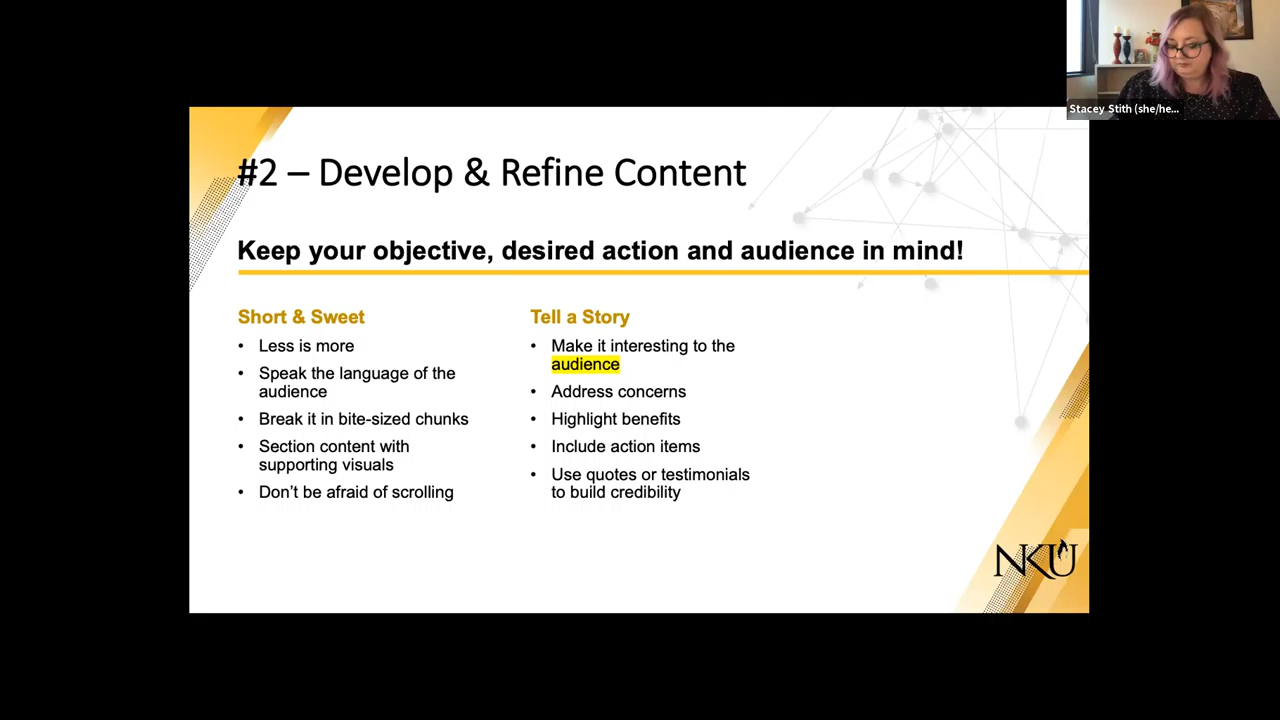 Stacey Stith (she/he...
#2 – Develop & Refine Content
Keep your objective, desired action and audience in mind!
Short & Sweet
• Less is more
• Speak the language of the
audience
• Break it in bite-sized chunks
• Section content with
supporting visuals
• Don’t be afraid of scrolling
Tell a Story
• Make it interesting to the
audience
• Address concerns
• Highlight benefits
• Include action items
• Use quotes or testimonials
to build credibility
NKU